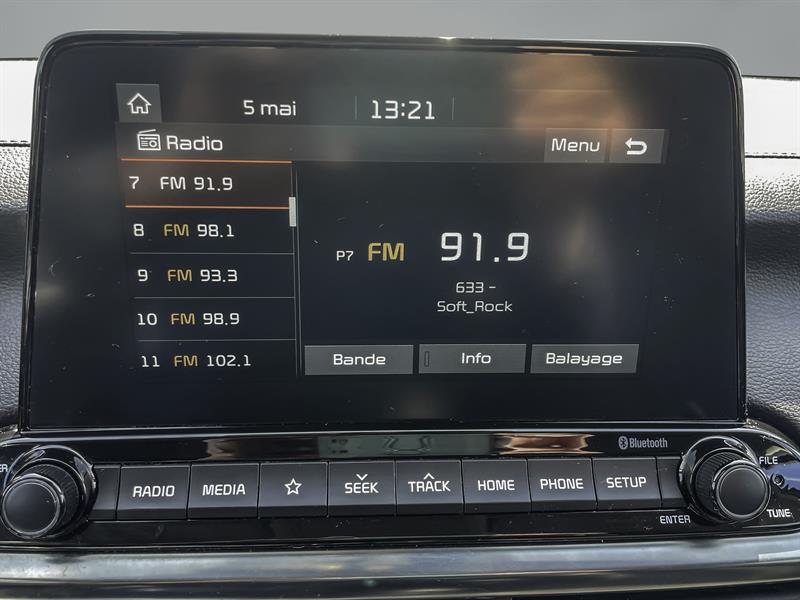 5 mai 13:21
Radio Menu
7 FM 91.9
8 FM 98.1
9 FM 93.3
10 FM 98.9
11 FM 102.1
P7 FM 91.9
633 -
Soft_Rock
Bande Info Balayage
Bluetooth
RADIO MEDIA SEEK TRACK HOME PHONE SETUP
FILE
ENTER TUNE